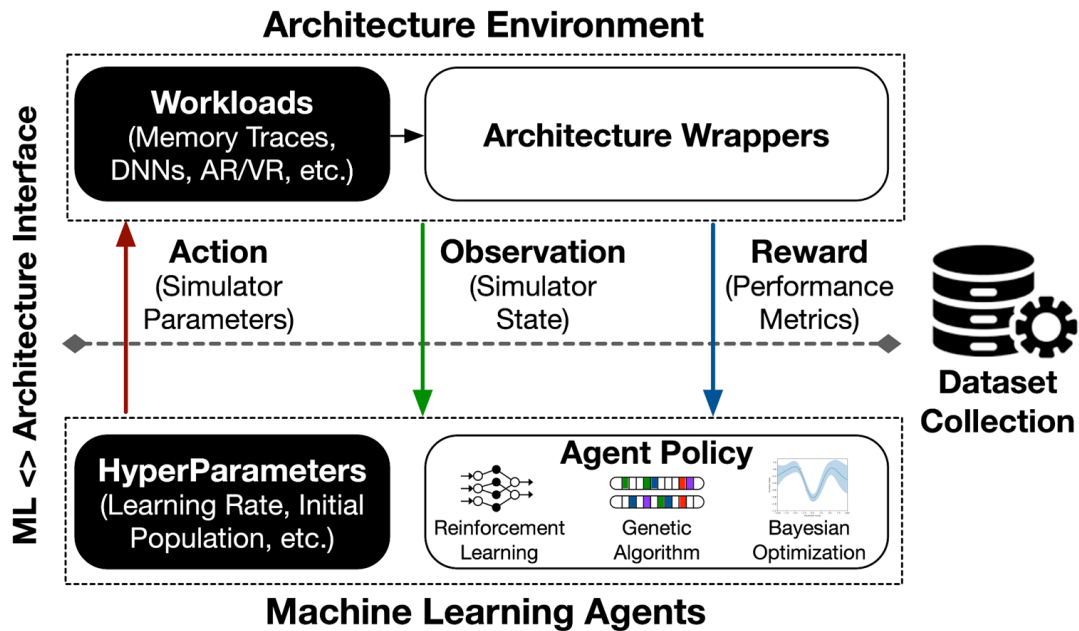 Architecture Environment
Workloads
(Memory Traces,
DNNs, AR/VR, etc.)
Architecture Wrappers
ML <> Architecture Interface
Action
(Simulator
Parameters)
Observation
(Simulator
State)
Reward
(Performance
Metrics)
Dataset
Collection
HyperParameters
(Learning Rate, Initial
Population, etc.)
Agent Policy
Reinforcement
Learning
Genetic
Algorithm
Bayesian
Optimization
Machine Learning Agents